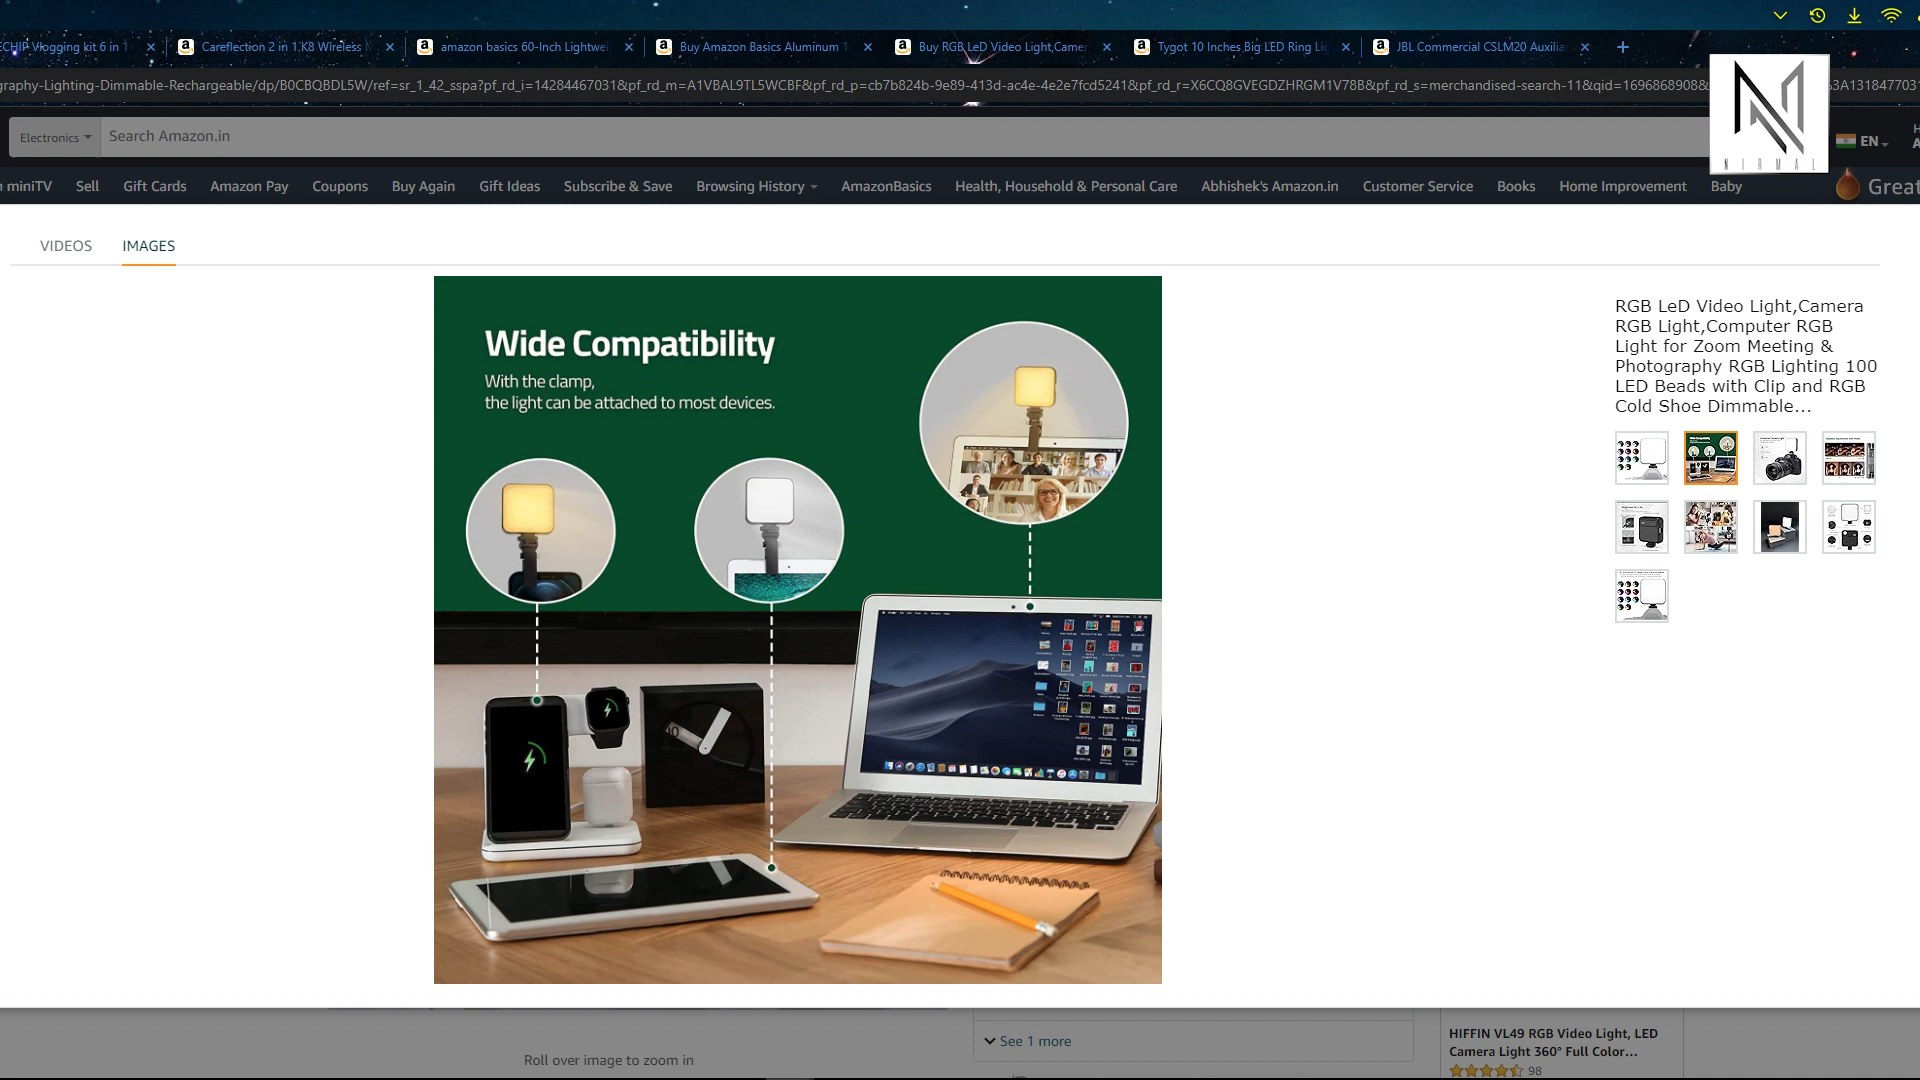 ECHIP Vlogging kit 6 in 1
Careflection 2 in 1 K8 Wireless
amazon basics 60-Inch Lightwei
Buy Amazon Basics Aluminum 1
Buy RGB LeD Video Light,Camer
Tygot 10 Inches Big LED Ring Lig
JBL Commercial CSLM20 Auxilia
graphy-Lighting-Dimmable-Rechargeable/dp/B0CBQBDL5W/ref=sr_1_42_sspa?pf_rd_i=14284467031&pf_rd_m=A1VBAL9TL5WCBF&pf_rd_p=cb7b824b-9e89-413d-ac4e-4e2e7fcd5241&pf_rd_r=X6CQ8GVEGDZHRGM1V78B&pf_rd_s=merchandised-search-11&qid=1696868908&
3A1318477031
NIRMAL
Electronics
Search Amazon.in
EN
miniTV
Sell
Gift Cards
Amazon Pay
Coupons
Buy Again
Gift Ideas
Subscribe & Save
Browsing History
AmazonBasics
Health, Household & Personal Care
Abhishek's Amazon.in
Customer Service
Books
Home Improvement
Baby
Great
VIDEOS
IMAGES
Wide Compatibility
With the clamp,
the light can be attached to most devices.
RGB LeD Video Light,Camera
RGB Light,Computer RGB
Light for Zoom Meeting &
Photography RGB Lighting 100
LED Beads with Clip and RGB
Cold Shoe Dimmable...
See 1 more
Roll over image to zoom in
HIFFIN VL49 RGB Video Light, LED
Camera Light 360° Full Color...
98